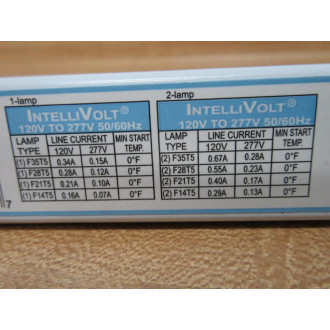 1-lamp
INTELLIVOLT®
120V TO 277V 50/60Hz
LAMP TYPE LINE CURRENT MIN START TEMP.
120V 277V
(1) F35T5 0.34A 0.15A 0°F
(1) F28T5 0.28A 0.12A 0°F
(1) F21T5 0.21A 0.10A 0°F
(1) F14T5 0.16A 0.07A 0°F
2-lamp
INTELLIVOLT®
120V TO 277V 50/60Hz
LAMP TYPE LINE CURRENT MIN START TEMP.
120V 277V
(2) F35T5 0.67A 0.28A 0°F
(2) F28T5 0.55A 0.23A 0°F
(2) F21T5 0.40A 0.17A 0°F
(2) F14T5 0.29A 0.13A 0°F
7